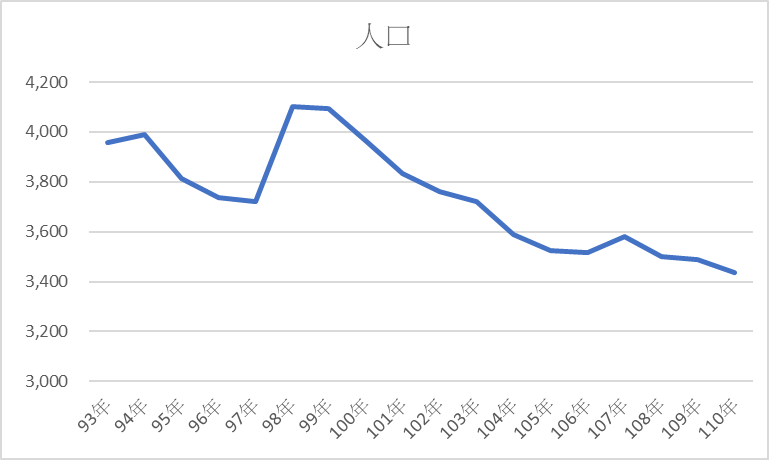 人口
4,200
4,000
3,800
3,600
3,400
3,200
3,000
93年
94年
95年
96年
97年
98年
99年
100年
101年
102年
103年
104年
105年
106年
107年
108年
109年
110年